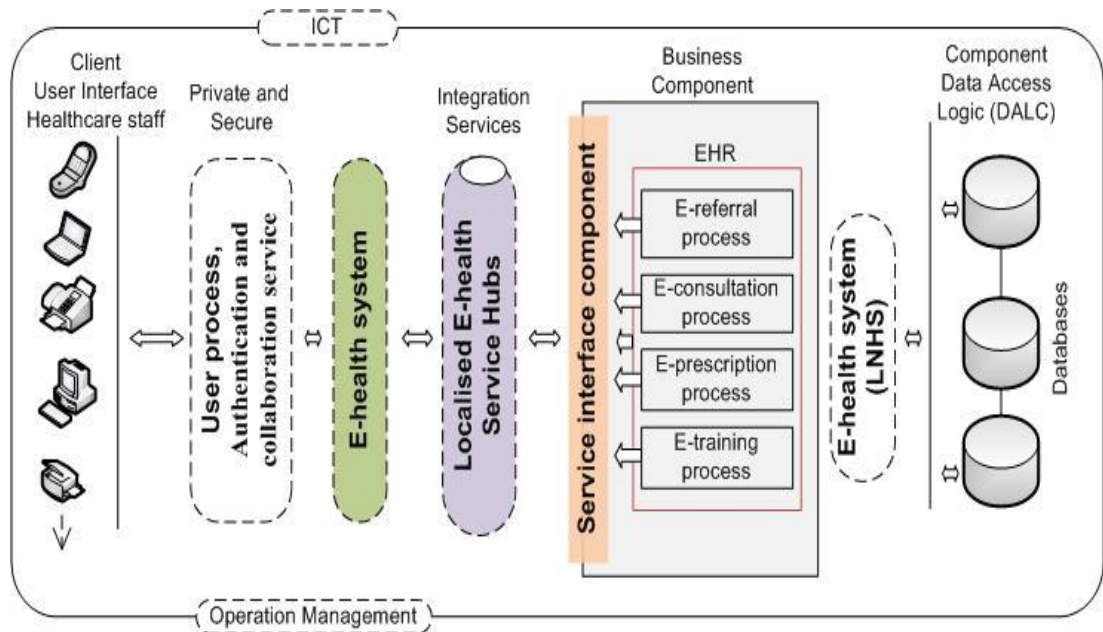 ICT
Client
User Interface
Healthcare staff
Private and
Secure
Integration
Services
Business
Component
Component
Data Access
Logic (DALC)
User process,
Authentication and
collaboration service
E-health system
Localised E-health
Service Hubs
Service interface component
EHR
E-referral
process
E-consultation
process
E-prescription
process
E-training
process
E-health system
(LNHS)
Databases
Operation Management